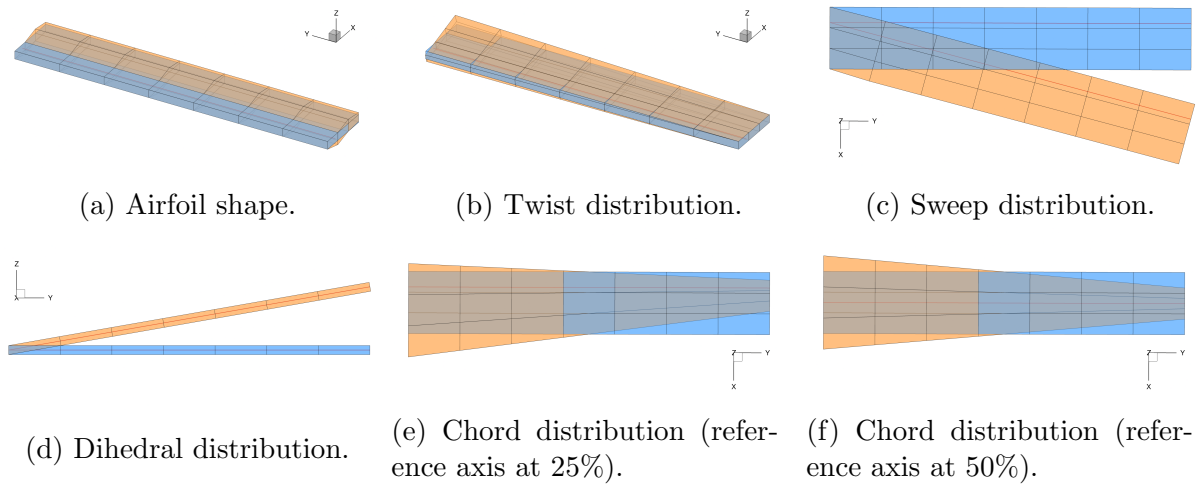 Z
X
Y
Z
X
Y
Z
Y
X
(a) Airfoil shape.
(b) Twist distribution.
(c) Sweep distribution.
Z
X
Y
Z
Y
X
Z
Y
X
(d) Dihedral distribution.
(e) Chord distribution (refer-
ence axis at 25%).
(f) Chord distribution (refer-
ence axis at 50%).